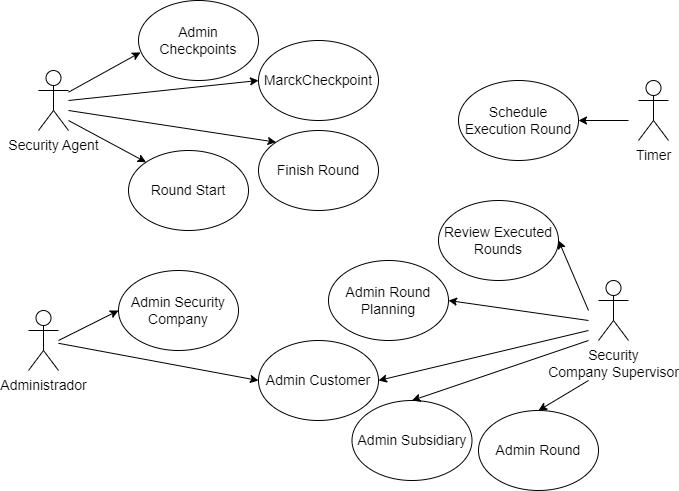 Admin
Checkpoints
MarckCheckpoint
Security Agent
Finish Round
Round Start
Schedule
Execution Round
Timer
Review Executed
Rounds
Admin Round
Planning
Admin Security
Company
Security
Company Supervisor
Administrador
Admin Customer
Admin Subsidiary
Admin Round